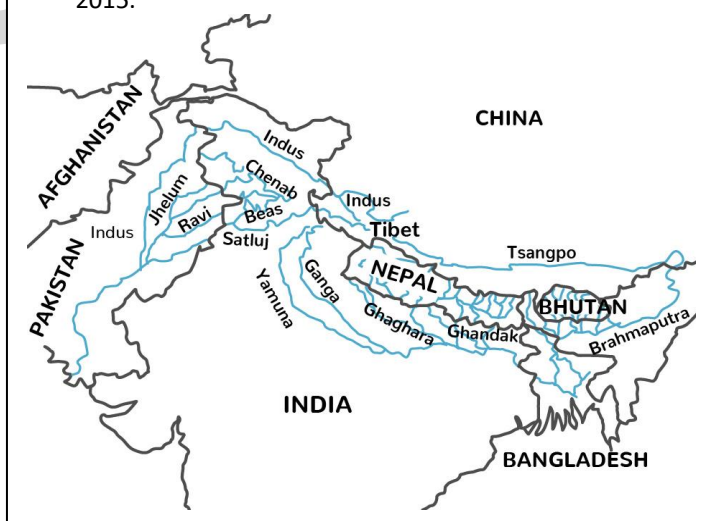 2015.
CHINA
AFGHANISTAN
Indus
Chenab
Jhelum
Indus
Ravi
Beas
Indus
Satluj
Tibet
Tsangpo
PAKISTAN
NEPAL
Yamuna
Ganga
BHUTAN
Ghaghara
Ghandak
Brahmaputra
INDIA
BANGLADESH